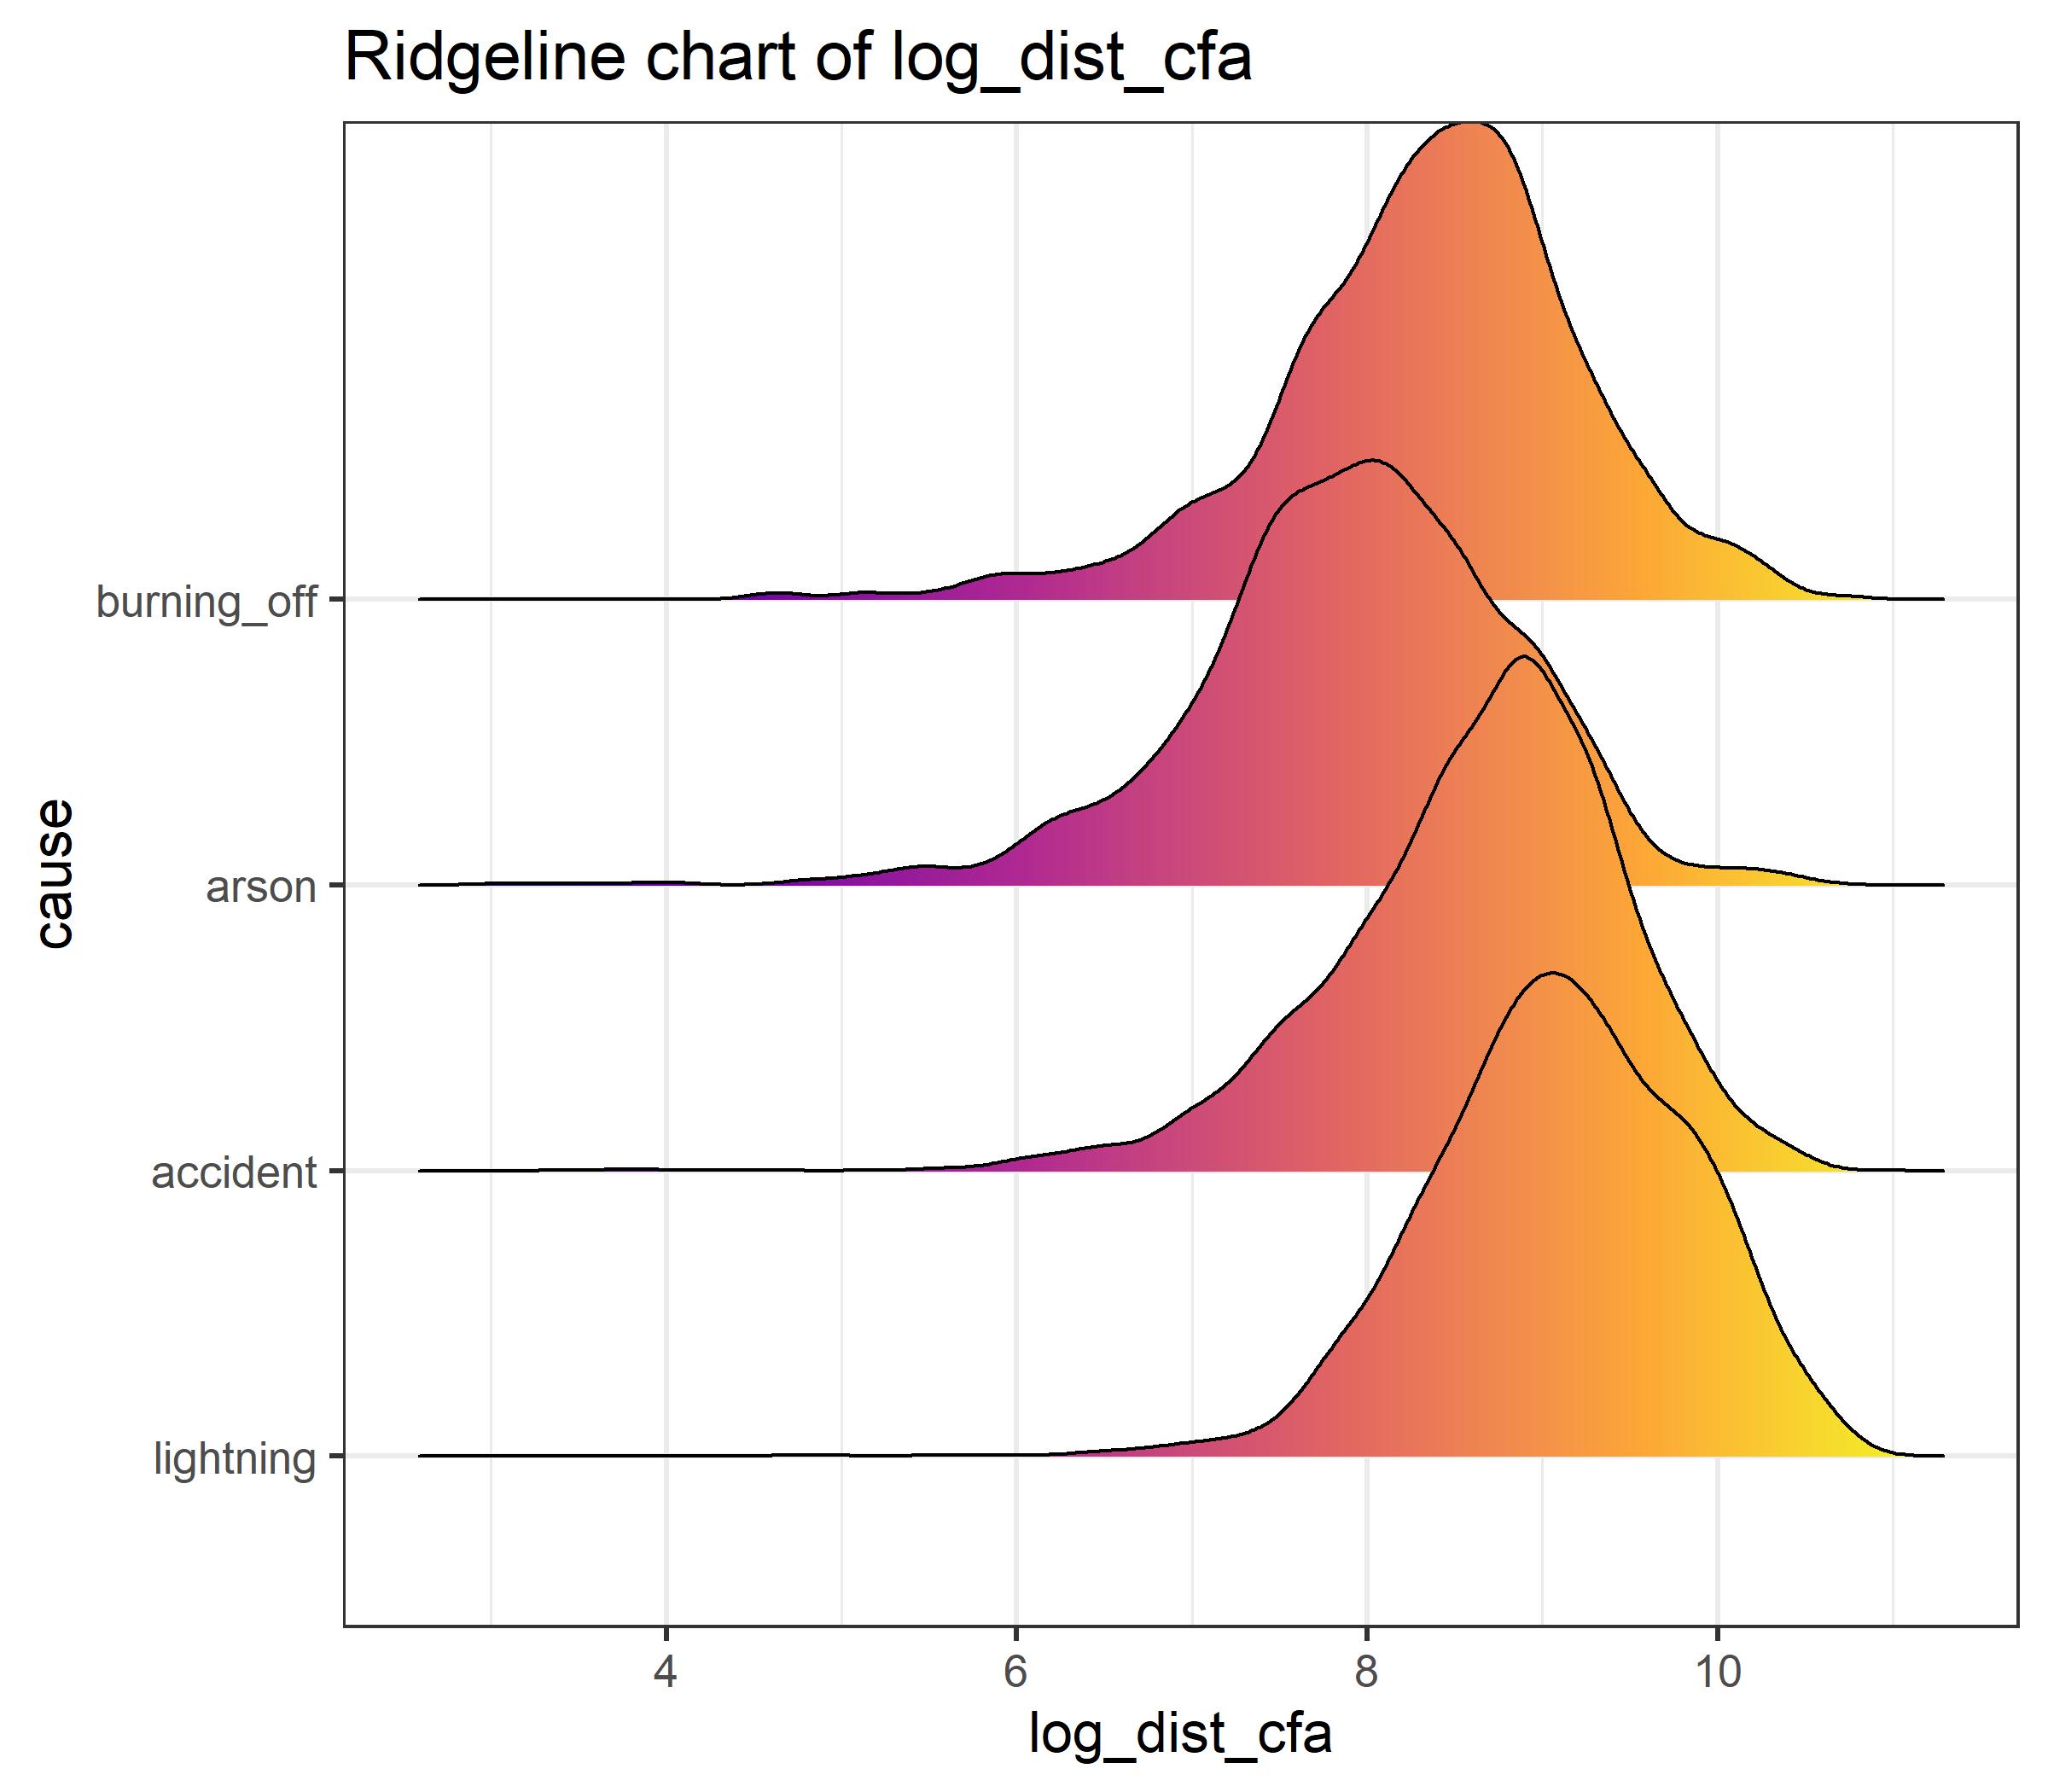 Ridgeline chart of log_dist_cfa
cause
burning_off
arson
accident
lightning
4
6
8
10
log_dist_cfa